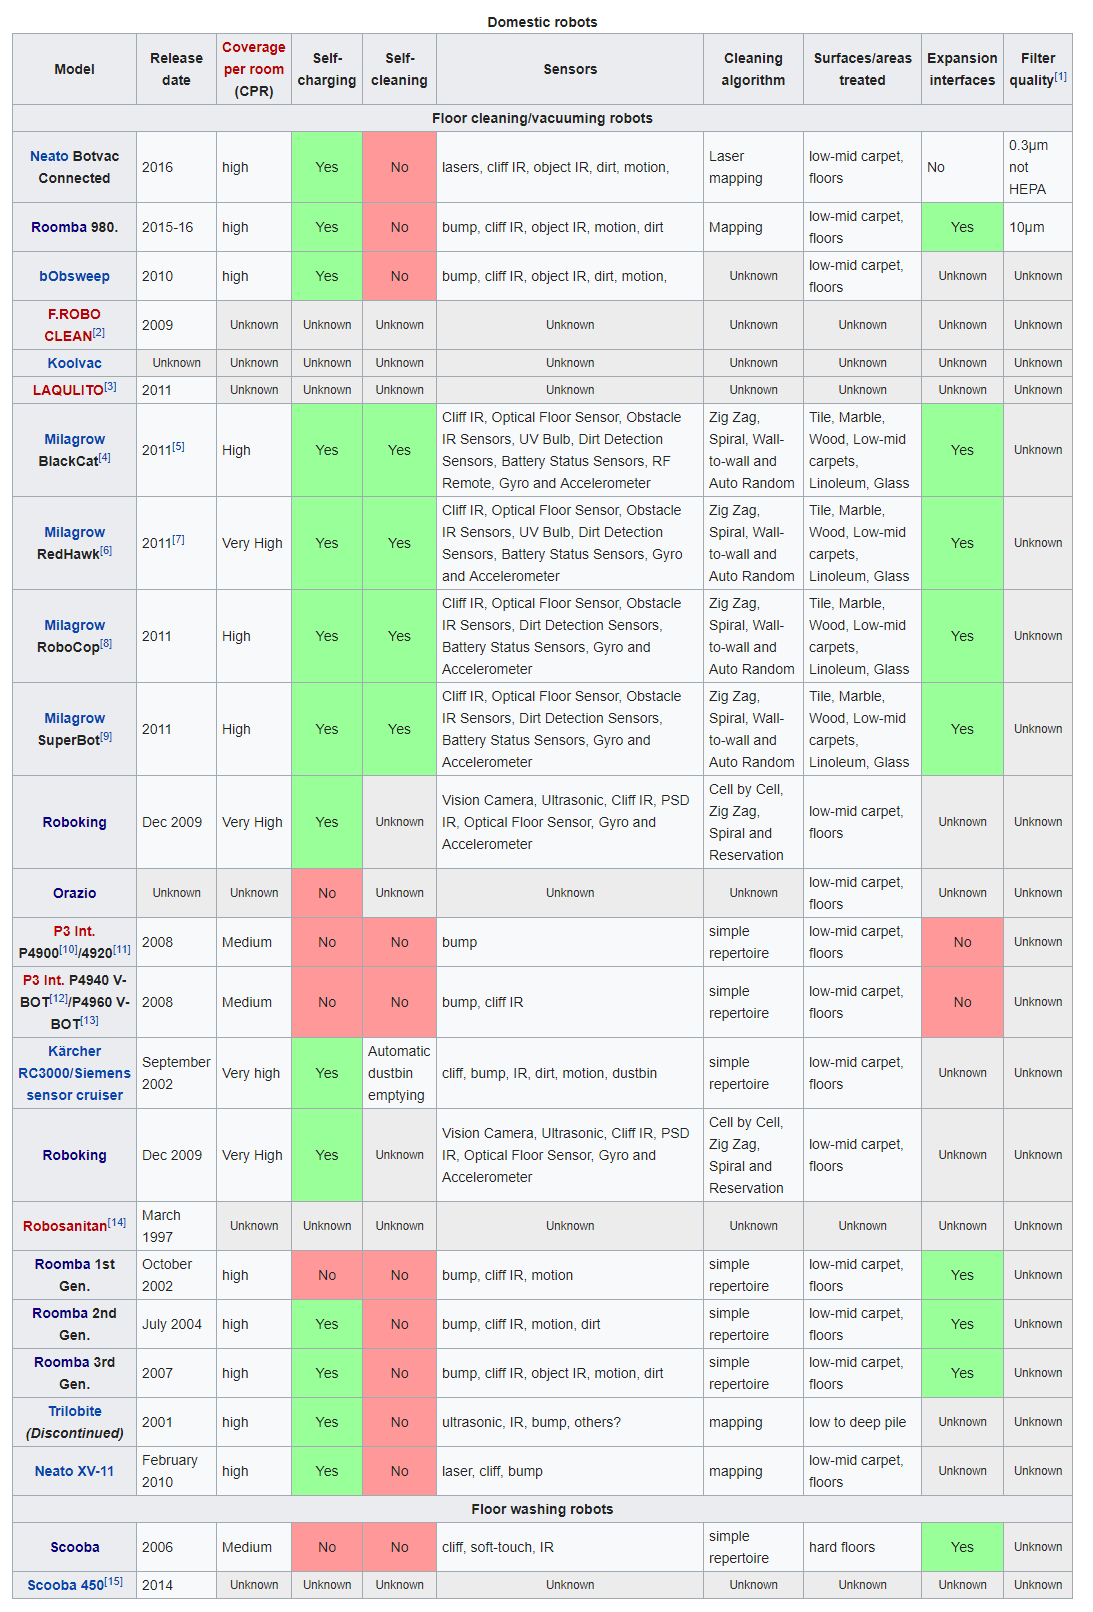 Domestic robots
Model
Release
date
Coverage
per room
(CPR)
Self-
charging
Self-
cleaning
Sensors
Cleaning
algorithm
Surfaces/areas
treated
Expansion
interfaces
Filter
quality[1]
Floor cleaning/vacuuming robots
Neato Botvac
Connected
2016
high
Yes
No
lasers, cliff IR, object IR, dirt, motion,
Laser
mapping
low-mid carpet,
floors
No
0.3µm
not
HEPA
Roomba 980.
2015-16
high
Yes
No
bump, cliff IR, object IR, motion, dirt
Mapping
low-mid carpet,
floors
Yes
10µm
bObsweep
2010
high
Yes
No
bump, cliff IR, object IR, dirt, motion,
Unknown
low-mid carpet,
floors
Unknown
Unknown
F.ROBO
CLEAN[2]
2009
Unknown
Unknown
Unknown
Unknown
Unknown
Unknown
Unknown
Unknown
Koolvac
Unknown
Unknown
Unknown
Unknown
Unknown
Unknown
Unknown
Unknown
Unknown
LAQULITO[3]
2011
Unknown
Unknown
Unknown
Unknown
Unknown
Unknown
Unknown
Unknown
Milagrow
BlackCat[4]
2011[5]
High
Yes
Yes
Cliff IR, Optical Floor Sensor, Obstacle
IR Sensors, UV Bulb, Dirt Detection
Sensors, Battery Status Sensors, RF
Remote, Gyro and Accelerometer
Zig Zag,
Spiral, Wall-
to-wall and
Auto Random
Tile, Marble,
Wood, Low-mid
carpets,
Linoleum, Glass
Yes
Unknown
Milagrow
RedHawk[6]
2011[7]
Very High
Yes
Yes
Cliff IR, Optical Floor Sensor, Obstacle
IR Sensors, UV Bulb, Dirt Detection
Sensors, Battery Status Sensors, Gyro
and Accelerometer
Zig Zag,
Spiral, Wall-
to-wall and
Auto Random
Tile, Marble,
Wood, Low-mid
carpets,
Linoleum, Glass
Yes
Unknown
Milagrow
RoboCop[8]
2011
High
Yes
Yes
Cliff IR, Optical Floor Sensor, Obstacle
IR Sensors, Dirt Detection Sensors,
Battery Status Sensors, Gyro and
Accelerometer
Zig Zag,
Spiral, Wall-
to-wall and
Auto Random
Tile, Marble,
Wood, Low-mid
carpets,
Linoleum, Glass
Yes
Unknown
Milagrow
SuperBot[9]
2011
High
Yes
Yes
Cliff IR, Optical Floor Sensor, Obstacle
IR Sensors, Dirt Detection Sensors,
Battery Status Sensors, Gyro and
Accelerometer
Zig Zag,
Spiral, Wall-
to-wall and
Auto Random
Tile, Marble,
Wood, Low-mid
carpets,
Linoleum, Glass
Yes
Unknown
Roboking
Dec 2009
Very High
Yes
Unknown
Vision Camera, Ultrasonic, Cliff IR, PSD
IR, Optical Floor Sensor, Gyro and
Accelerometer
Cell by Cell,
Zig Zag,
Spiral and
Reservation
low-mid carpet,
floors
Unknown
Unknown
Orazio
Unknown
Unknown
No
Unknown
Unknown
Unknown
low-mid carpet,
floors
Unknown
Unknown
P3 Int.
P4900[10]/4920[11]
2008
Medium
No
No
bump
simple
repertoire
low-mid carpet,
floors
No
Unknown
P3 Int. P4940 V-
BOT[12]/P4960 V-
BOT[13]
2008
Medium
No
No
bump, cliff IR
simple
repertoire
low-mid carpet,
floors
No
Unknown
Kärcher
RC3000/Siemens
sensor cruiser
September
2002
Very high
Yes
Automatic
dustbin
emptying
cliff, bump, IR, dirt, motion, dustbin
simple
repertoire
low-mid carpet,
floors
Unknown
Unknown
Roboking
Dec 2009
Very High
Yes
Unknown
Vision Camera, Ultrasonic, Cliff IR, PSD
IR, Optical Floor Sensor, Gyro and
Accelerometer
Cell by Cell,
Zig Zag,
Spiral and
Reservation
low-mid carpet,
floors
Unknown
Unknown
Robosanitan[14]
March
1997
Unknown
Unknown
Unknown
Unknown
Unknown
Unknown
Unknown
Unknown
Roomba 1st
Gen.
October
2002
high
No
No
bump, cliff IR, motion
simple
repertoire
low-mid carpet,
floors
Yes
Unknown
Roomba 2nd
Gen.
July 2004
high
Yes
No
bump, cliff IR, motion, dirt
simple
repertoire
low-mid carpet,
floors
Yes
Unknown
Roomba 3rd
Gen.
2007
high
Yes
No
bump, cliff IR, object IR, motion, dirt
simple
repertoire
low-mid carpet,
floors
Yes
Unknown
Trilobite
(Discontinued)
2001
high
Yes
No
ultrasonic, IR, bump, others?
mapping
low to deep pile
Unknown
Unknown
Neato XV-11
February
2010
high
Yes
No
laser, cliff, bump
mapping
low-mid carpet,
floors
Unknown
Unknown
Floor washing robots
Scooba
2006
Medium
No
No
cliff, soft-touch, IR
simple
repertoire
hard floors
Yes
Unknown
Scooba 450[15]
2014
Unknown
Unknown
Unknown
Unknown
Unknown
Unknown
Unknown
Unknown